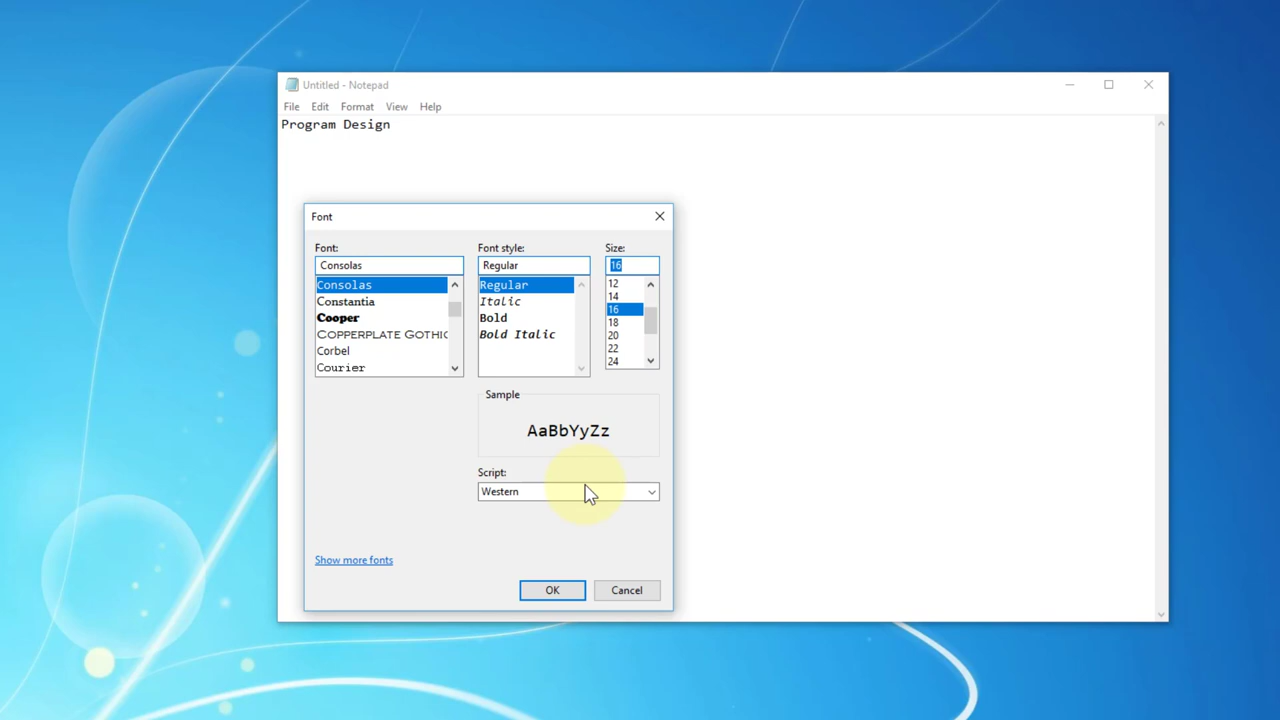 Untitled - Notepad
File Edit Format View Help
Program Design
Font
Font: Font style: Size:
Consolas Regular 16
Consolas Regular 12
Constantia Italic 14
Cooper Bold 16
COPPERPLATE GOTHIC Bold Italic 18
Corbel 20
Courier 22
24
Sample
AaBbYyZz
Script:
Western
Show more fonts
OK Cancel